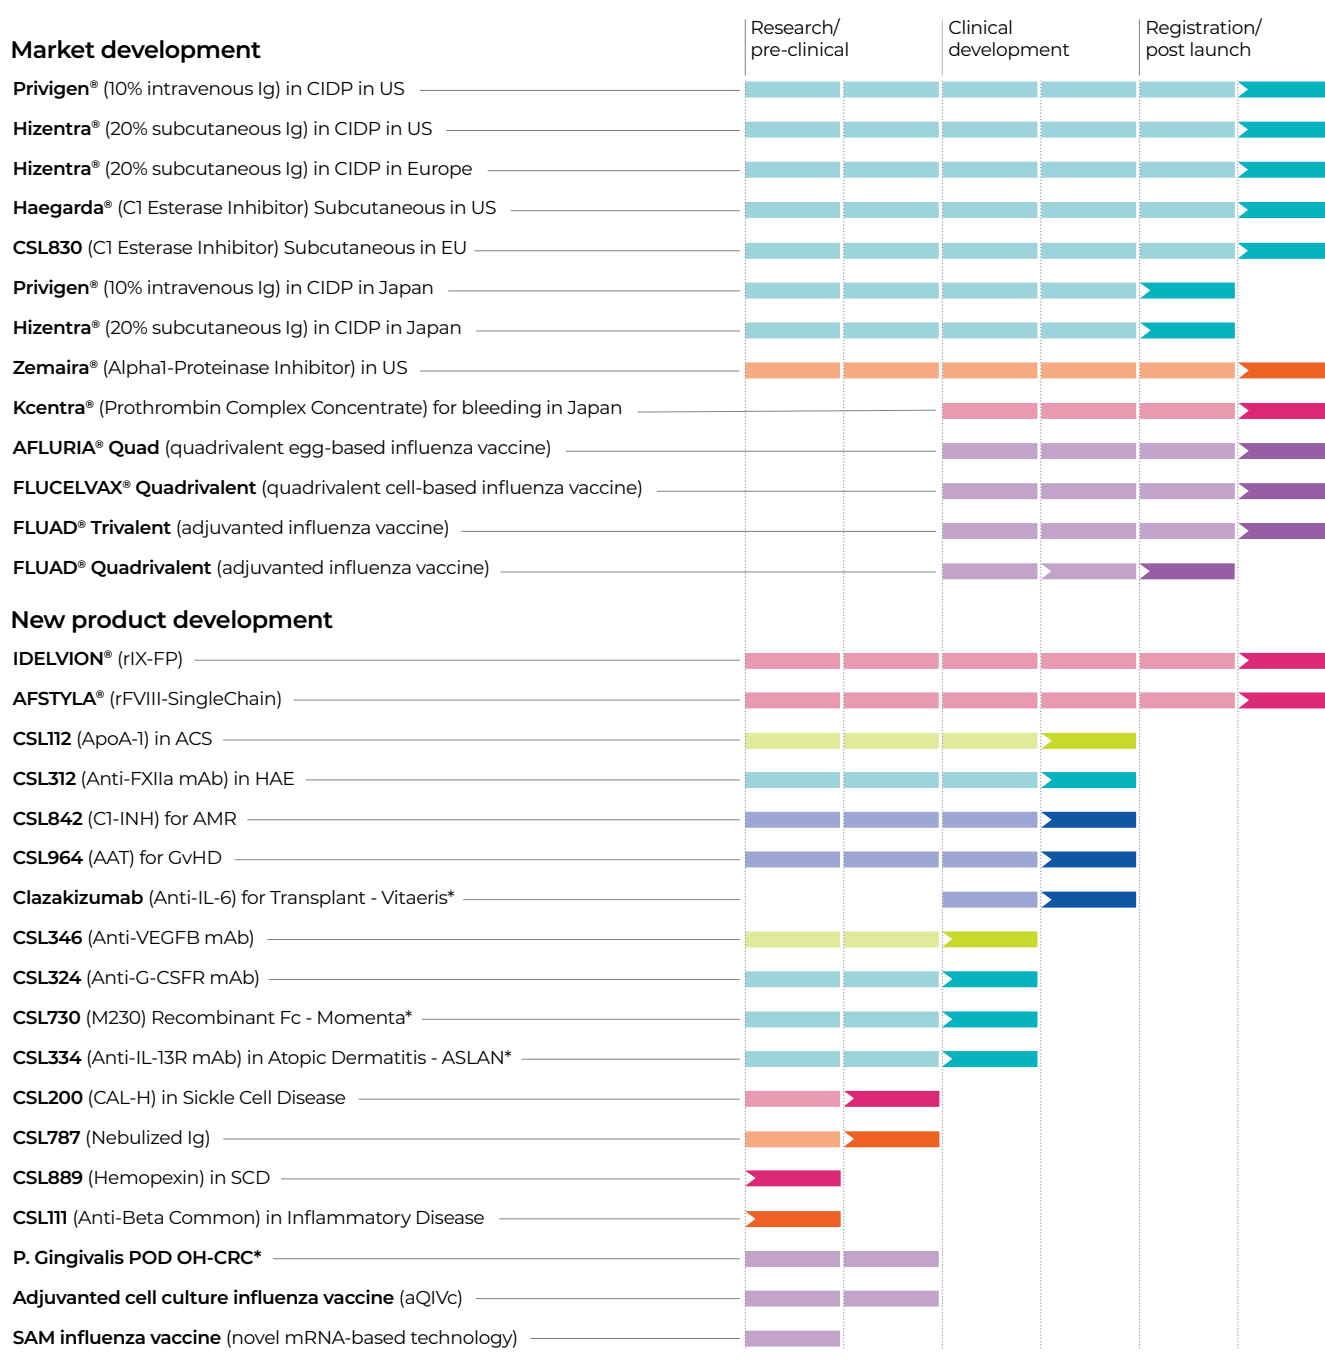 Research/
pre-clinical
Clinical
development
Registration/
post launch
Market development
Privigen® (10% intravenous Ig) in CIDP in US
Hizentra® (20% subcutaneous Ig) in CIDP in US
Hizentra® (20% subcutaneous Ig) in CIDP in Europe
Haegarda® (C1 Esterase Inhibitor) Subcutaneous in US
CSL830 (C1 Esterase Inhibitor) Subcutaneous in EU
Privigen® (10% intravenous Ig) in CIDP in Japan
Hizentra® (20% subcutaneous Ig) in CIDP in Japan
Zemaira® (Alpha1-Proteinase Inhibitor) in US
Kcentra® (Prothrombin Complex Concentrate) for bleeding in Japan
AFLURIA® Quad (quadrivalent egg-based influenza vaccine)
FLUCELVAX® Quadrivalent (quadrivalent cell-based influenza vaccine)
FLUAD® Trivalent (adjuvanted influenza vaccine)
FLUAD® Quadrivalent (adjuvanted influenza vaccine)
New product development
IDELVION® (rIX-FP)
AFSTYLA® (rFVIII-SingleChain)
CSL112 (ApoA-1) in ACS
CSL312 (Anti-FXIIa mAb) in HAE
CSL842 (C1-INH) for AMR
CSL964 (AAT) for GvHD
Clazakizumab (Anti-IL-6) for Transplant - Vitaeris*
CSL346 (Anti-VEGFB mAb)
CSL324 (Anti-G-CSFR mAb)
CSL730 (M230) Recombinant Fc - Momenta*
CSL334 (Anti-IL-13R mAb) in Atopic Dermatitis - ASLAN*
CSL200 (CAL-H) in Sickle Cell Disease
CSL787 (Nebulized Ig)
CSL889 (Hemopexin) in SCD
CSL111 (Anti-Beta Common) in Inflammatory Disease
P. Gingivalis POD OH-CRC*
Adjuvanted cell culture influenza vaccine (aQIVc)
SAM influenza vaccine (novel mRNA-based technology)